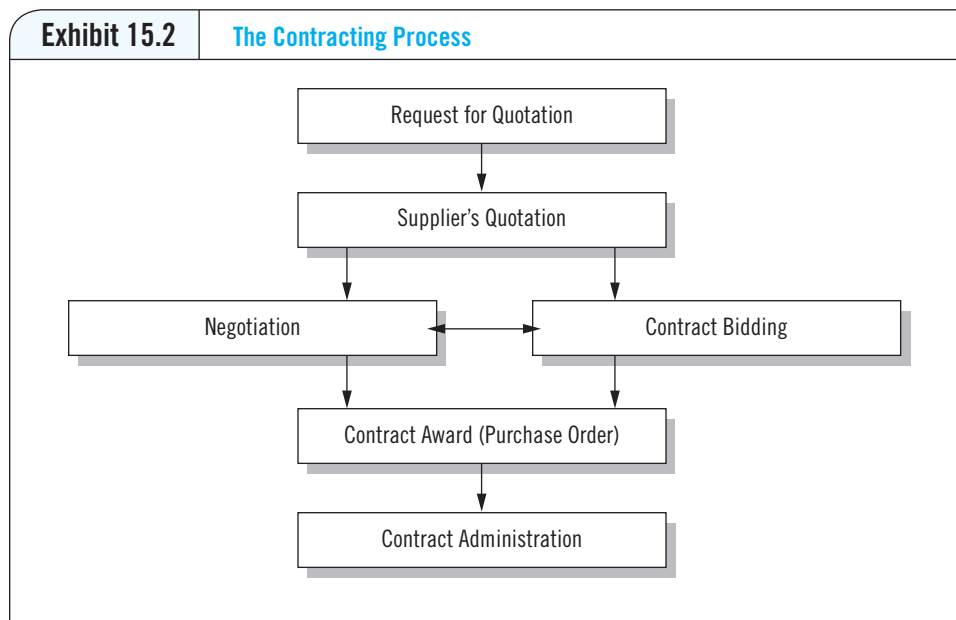 Exhibit 15.2
The Contracting Process
Request for Quotation
Supplier’s Quotation
Negotiation
Contract Bidding
Contract Award (Purchase Order)
Contract Administration